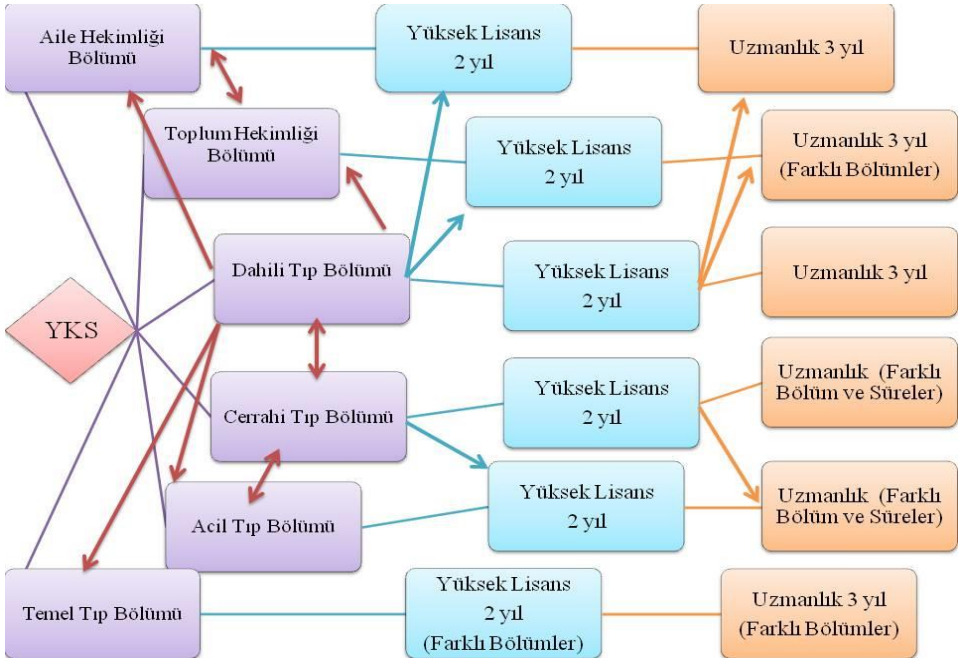 Aile Hekimliği
Bölümü
Yüksek Lisans
2 yıl
Uzmanlık 3 yıl
Toplum Hekimliği
Bölümü
Yüksek Lisans
2 yıl
Uzmanlık 3 yıl
(Farklı Bölümler)
Dahili Tıp Bölümü
Yüksek Lisans
2 yıl
Uzmanlık 3 yıl
YKS
Cerrahi Tıp Bölümü
Yüksek Lisans
2 yıl
Uzmanlık (Farklı
Bölüm ve Süreler)
Acil Tıp Bölümü
Yüksek Lisans
2 yıl
Uzmanlık (Farklı
Bölüm ve Süreler)
Temel Tıp Bölümü
Yüksek Lisans
2 yıl
(Farklı Bölümler)
Uzmanlık 3 yıl
(Farklı Bölümler)